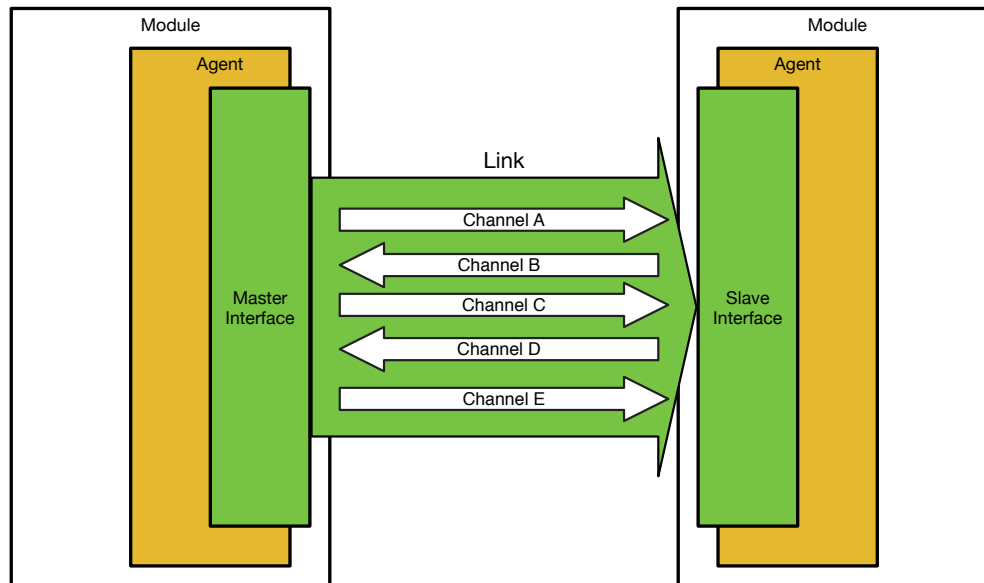 Module
Module
Agent
Agent
Link
Channel A
Channel B
Master
Interface
Channel C
Slave
Interface
Channel D
Channel E